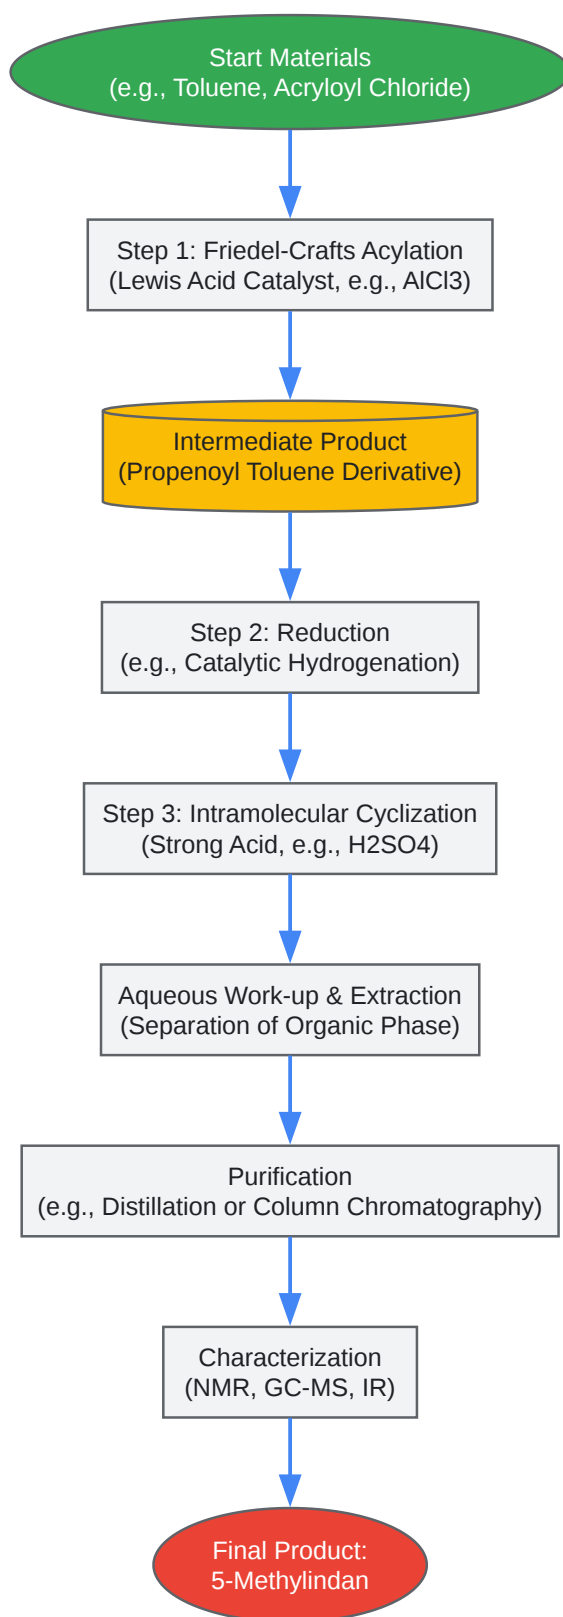 Start Materials
(e.g., Toluene, Acryloyl Chloride)
Step 1: Friedel-Crafts Acylation
(Lewis Acid Catalyst, e.g., AlCl3)
Intermediate Product
(Propenoyl Toluene Derivative)
Step 2: Reduction
(e.g., Catalytic Hydrogenation)
Step 3: Intramolecular Cyclization
(Strong Acid, e.g., H2SO4)
Aqueous Work-up & Extraction
(Separation of Organic Phase)
Purification
(e.g., Distillation or Column Chromatography)
Characterization
(NMR, GC-MS, IR)
Final Product:
5-Methylindan